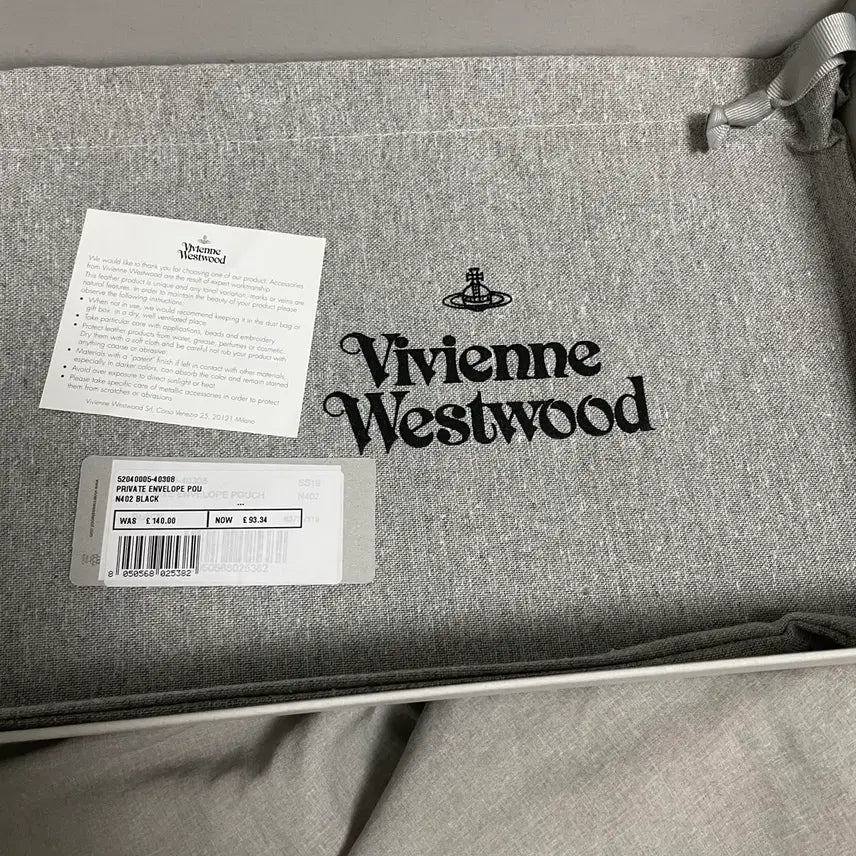 Vivienne
Westwood
We would like to thank you for choosing one of our product. Accessories
from Vivienne Westwood are the result of expert workmanship.
This leather product is unique and any tonal variation, marks or veins are
natural features. In order to maintain the beauty of your product please
observe the following instructions:
• When not in use, we would recommend keeping it in the dust bag or
gift box, in a dry, well ventilated place.
• Take particular care with applications, beads and embroidery.
• Protect leather products from water, grease, perfumes or cosmetic.
Dry them with a soft cloth and be careful not rub your product with
anything coarse or abrasive.
• Materials with a "patent" finish if left in contact with other materials,
especially in darker colors, can absorb the color and remain stained
• Avoid over exposure to direct sunlight or heat.
• Please take specific care of metallic accessories in order to protect
them from scratches or abrasions.
Vivienne Westwood Srl, Corso Venezia 25, 20121 Milano
Vivienne
Westwood
52040005-40308
SS19
PRIVATE ENVELOPE POU
ENVELOPE POUCH
N402
N402 BLACK
...
WAS £ 140.00 NOW £ 93.34
8 050568 025382